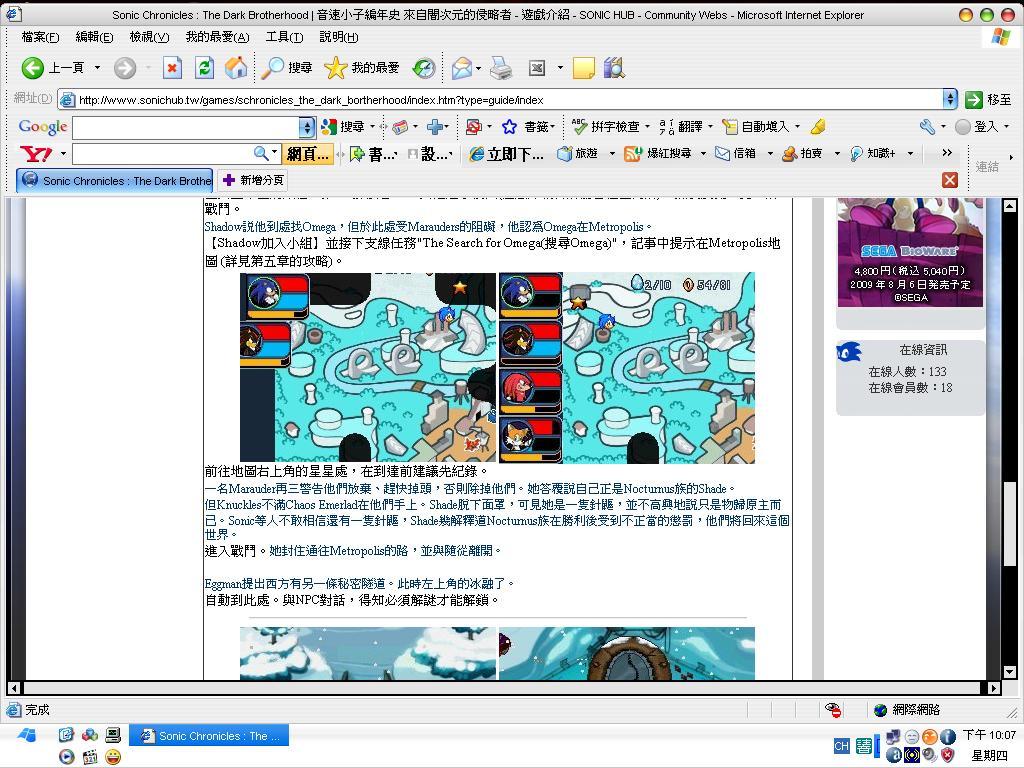 Sonic Chronicles : The Dark Brotherhood | 音速小子編年史 來自闇次元的侵略者 - 遊戲介紹 - SONIC HUB - Community Webs - Microsoft Internet Explorer
檔案(F) 編輯(E) 檢視(V) 我的最愛(A) 工具(T) 說明(H)
上一頁 搜尋 我的最愛
網址(D) http://www.sonichub.tw/games/schronicles_the_dark_bortherhood/index.htm?type=guide/index 移至
Google 搜尋 書籤 拼字檢查 翻譯 自動填入 登入
Y! 網頁... 書... 設... 立即下... 旅遊 爆紅搜尋 信箱 拍賣 知識+ 連結
Sonic Chronicles : The Dark Brothe 新增分頁
戰鬥。
Shadow說他到處找Omega，但於此處受Marauders的阻礙，他認為Omega在Metropolis。
【Shadow加入小組】並接下支線任務"The Search for Omega(搜尋Omega)"，記事中提示在Metropolis地
圖(詳見第五章的攻略)。
2/10 54/81
前往地圖右上角的星星處，在到達前建議先紀錄。
一名Marauder再三警告他們放棄、趕快掉頭，否則除掉他們。她答覆說自己正是Nocturnus族的Shade。
但Knuckles不滿Chaos Emerlad在他們手上。Shade脫下面罩，可見她是一隻針鼴，並不高興地說只是物歸原主而
已。Sonic等人不敢相信還有一隻針鼴，Shade幾解釋道Nocturnus族在勝利後受到不正當的懲罰，他們將回來這個
世界。
進入戰鬥。她封住通往Metropolis的路，並與隨從離開。
Eggman提出西方有另一條秘密隧道。此時左上角的冰融了。
自動到此處。與NPC對話，得知必須解謎才能解鎖。
SEGA BIOWARE
4,800円(税込 5,040円)
2009年8月6日発売予定
©SEGA
在線資訊
在線人數：133
在線會員數：18
完成 網際網路
Sonic Chronicles : The ... CH 下午 10:07
星期四